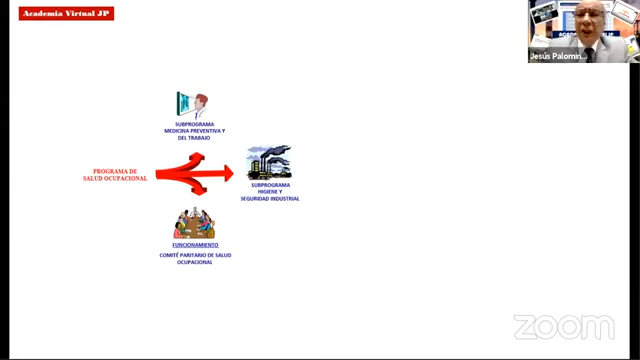 Academia Virtual JP
Jesús Palomin...
SUBPROGRAMA
MEDICINA PREVENTIVA Y
DEL TRABAJO
PROGRAMA DE
SALUD OCUPACIONAL
SUBPROGRAMA
HIGIENE Y
SEGURIDAD INDUSTRIAL
FUNCIONAMIENTO
COMITÉ PARITARIO DE SALUD
OCUPACIONAL
zoom